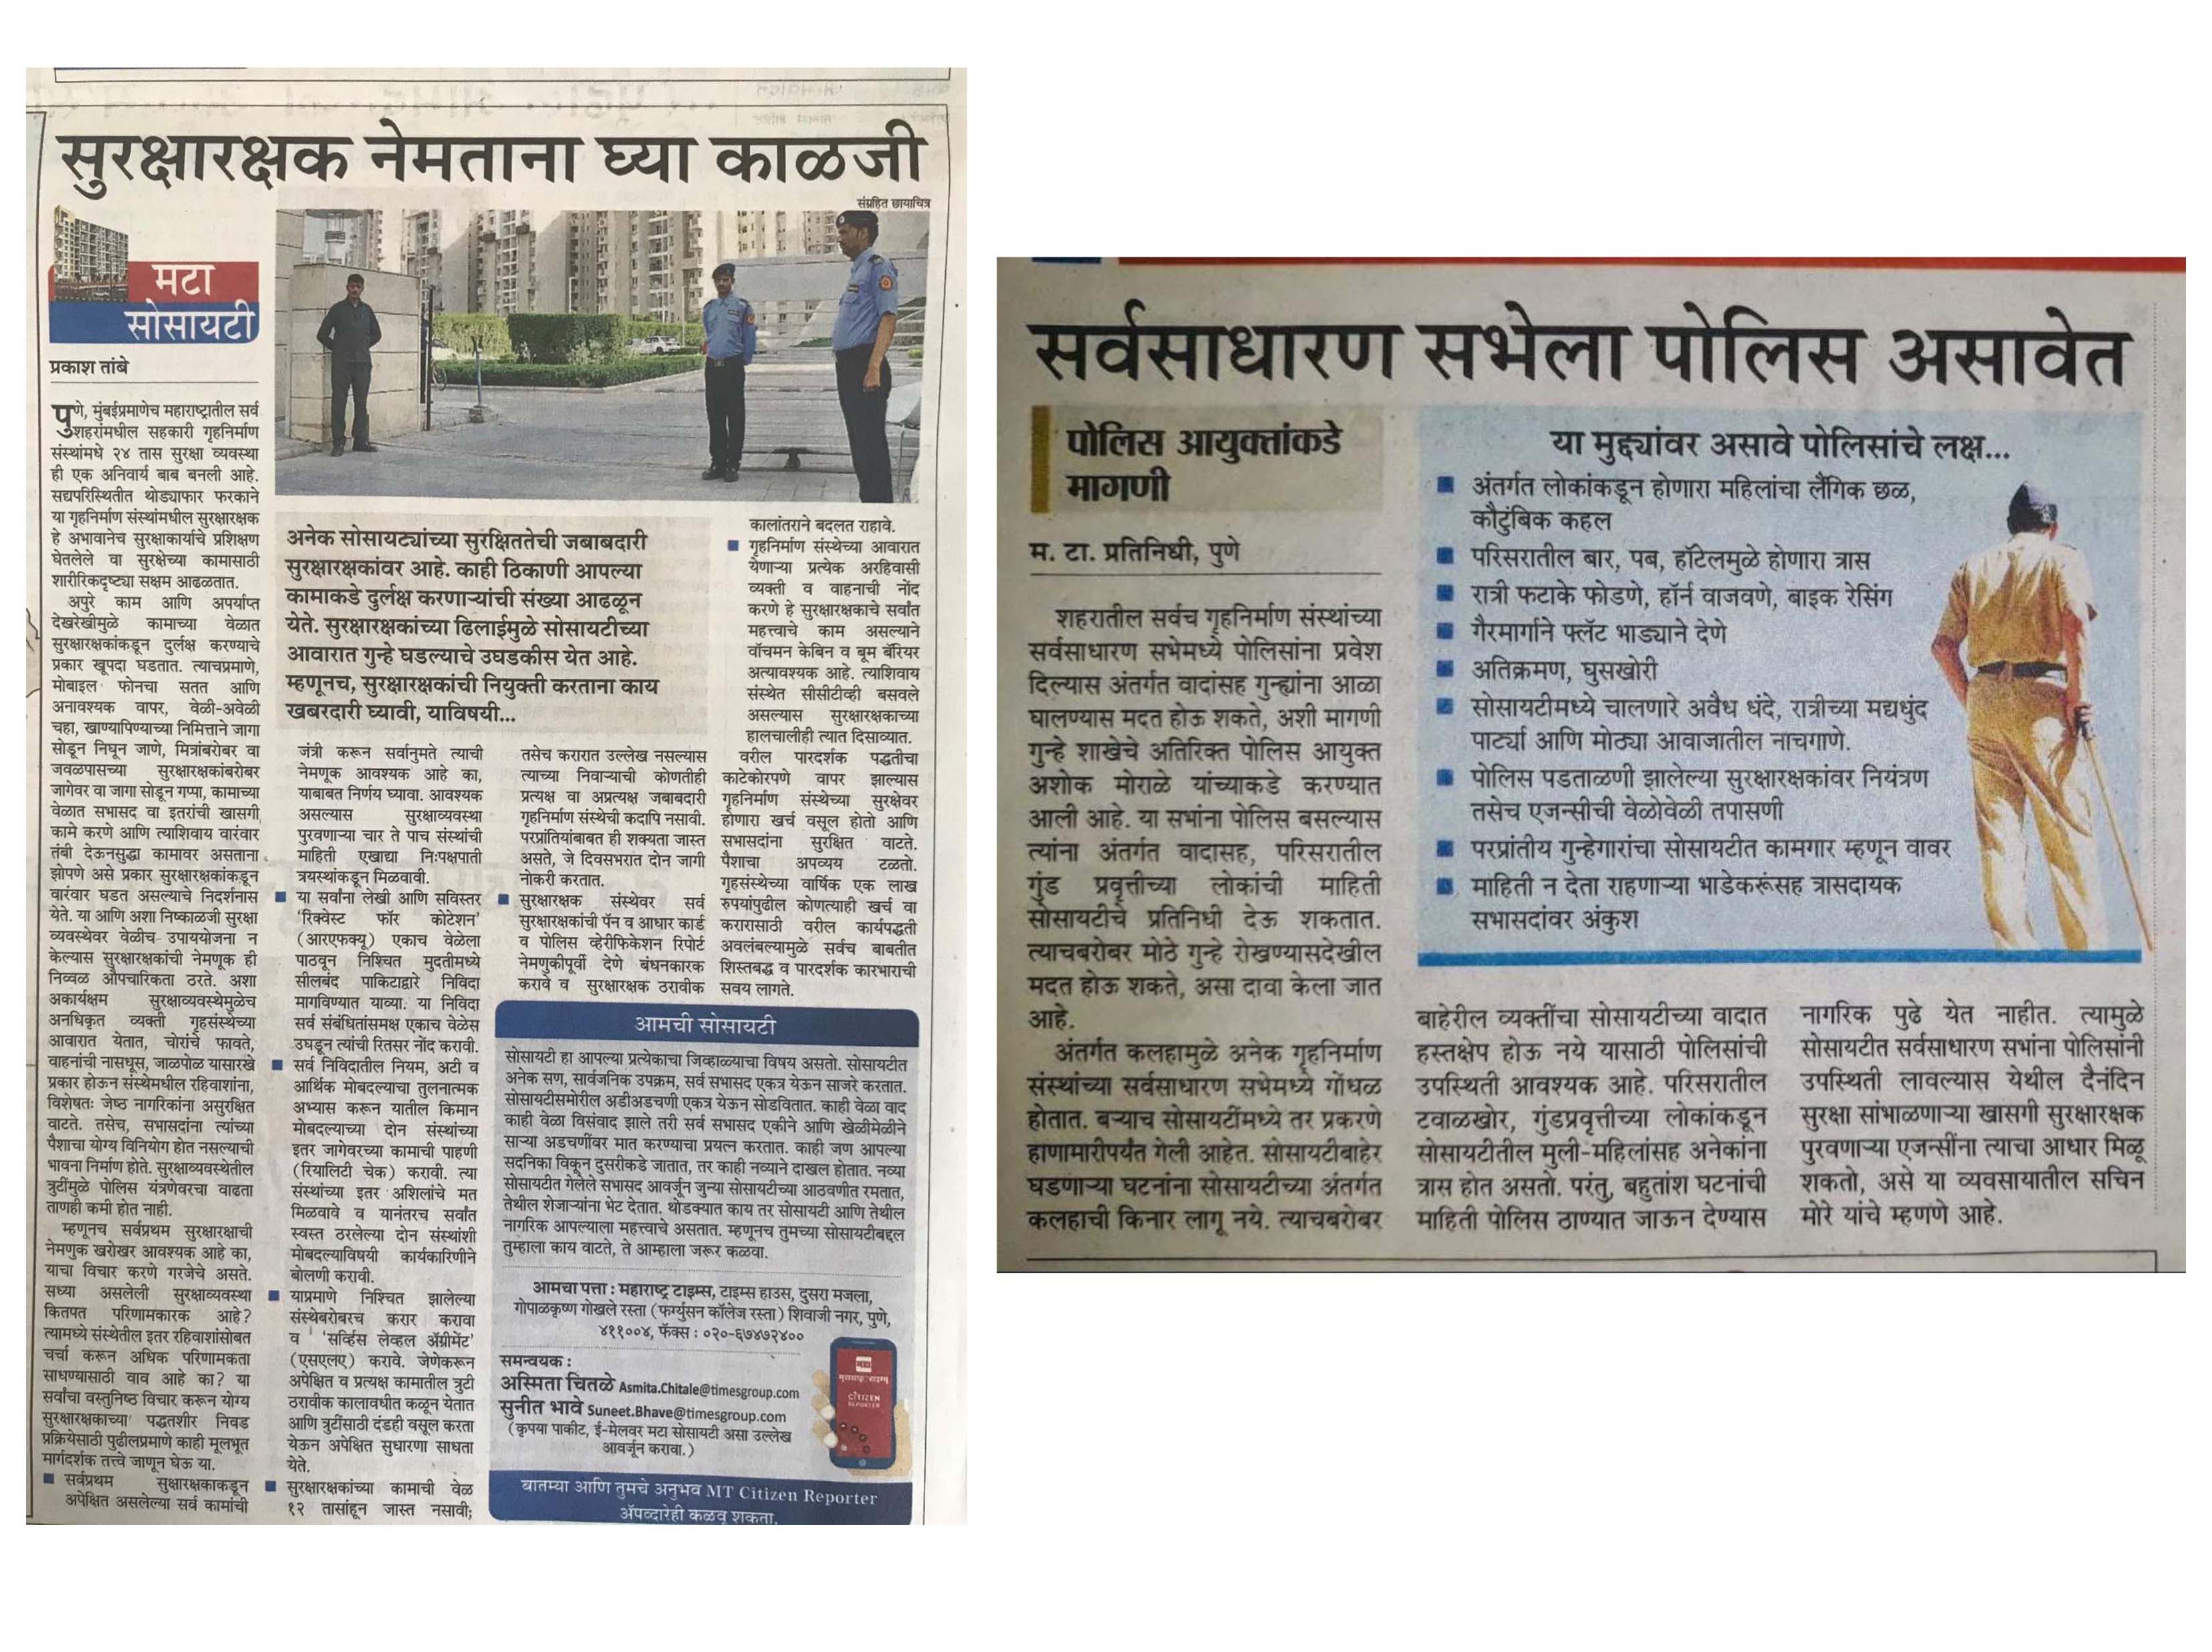 सुरक्षारक्षक नेमताना घ्या काळजी
संग्रहित छायाचित्र
मटा
सोसायटी
प्रकाश तांबे
पुणे, मुंबईप्रमाणेच महाराष्ट्रातील सर्व
शहरांमधील सहकारी गृहनिर्माण
संस्थांमधे २४ तास सुरक्षा व्यवस्था
ही एक अनिवार्य बाब बनली आहे.
सद्यपरिस्थितीत थोड्याफार फरकाने
या गृहनिर्माण संस्थांमधील सुरक्षारक्षक
हे अभावानेच सुरक्षाकार्याचे प्रशिक्षण
घेतलेले वा सुरक्षेच्या कामासाठी
शारीरिकदृष्ट्या सक्षम आढळतात.
अपुरे काम आणि अपर्याप्त
देखरेखीमुळे कामाच्या वेळात
सुरक्षारक्षकांकडून दुर्लक्ष करण्याचे
प्रकार खूपदा घडतात. त्याचप्रमाणे,
मोबाइल फोनचा सतत आणि
अनावश्यक वापर, वेळी-अवेळी
चहा, खाण्यापिण्याच्या निमित्ताने जागा
सोडून निघून जाणे, मित्रांबरोबर वा
जवळपासच्या सुरक्षारक्षकांबरोबर
जागेवर वा जागा सोडून गप्पा, कामाच्या
वेळात सभासद वा इतरांची खासगी
कामे करणे आणि त्याशिवाय वारंवार
तंबी देऊनसुद्धा कामावर असताना
झोपणे असे प्रकार सुरक्षारक्षकांकडून
वारंवार घडत असल्याचे निदर्शनास
येते. या आणि अशा निष्काळजी सुरक्षा
व्यवस्थेवर वेळीच उपाययोजना न
केल्यास सुरक्षारक्षकांची नेमणूक ही
निव्वळ औपचारिकता ठरते. अशा
अकार्यक्षम सुरक्षाव्यवस्थेमुळेच
अनधिकृत व्यक्ती गृहसंस्थेच्या
आवारात येतात, चोरांचे फावते,
वाहनांची नासधूस, जाळपोळ यासारखे
प्रकार होऊन संस्थेमधील रहिवाशांना,
विशेषतः जेष्ठ नागरिकांना असुरक्षित
वाटते. तसेच, सभासदांना त्यांच्या
पैशाचा योग्य विनियोग होत नसल्याची
भावना निर्माण होते. सुरक्षाव्यवस्थेतील
त्रुटींमुळे पोलिस यंत्रणेवरचा वाढता
ताणही कमी होत नाही.
म्हणूनच सर्वप्रथम सुरक्षारक्षाची
नेमणुक खरोखर आवश्यक आहे का,
याचा विचार करणे गरजेचे असते.
सध्या असलेली सुरक्षाव्यवस्था
कितपत परिणामकारक आहे?
त्यामध्ये संस्थेतील इतर रहिवाशांसोबत
चर्चा करून अधिक परिणामकता
साधण्यासाठी वाव आहे का? या
सर्वांचा वस्तुनिष्ठ विचार करून योग्य
सुरक्षारक्षकाच्या पद्धतशीर निवड
प्रक्रियेसाठी पुढीलप्रमाणे काही मूलभूत
मार्गदर्शक तत्त्वे जाणून घेऊ या.
■ सर्वप्रथम सुक्षारक्षकाकडून
अपेक्षित असलेल्या सर्व कामांची
अनेक सोसायट्यांच्या सुरक्षिततेची जबाबदारी
सुरक्षारक्षकांवर आहे. काही ठिकाणी आपल्या
कामाकडे दुर्लक्ष करणाऱ्यांची संख्या आढळून
येते. सुरक्षारक्षकांच्या ढिलाईमुळे सोसायटीच्या
आवारात गुन्हे घडल्याचे उघडकीस येत आहे.
म्हणूनच, सुरक्षारक्षकांची नियुक्ती करताना काय
खबरदारी घ्यावी, याविषयी...
जंत्री करून सर्वानुमते त्याची
नेमणूक आवश्यक आहे का,
याबाबत निर्णय घ्यावा. आवश्यक
असल्यास सुरक्षाव्यवस्था
पुरवणाऱ्या चार ते पाच संस्थांची
माहिती एखाद्या निःपक्षपाती
त्रयस्थांकडून मिळवावी.
■ या सर्वांना लेखी आणि सविस्तर
‘रिक्वेस्ट फॉर कोटेशन’
(आरएफक्यू) एकाच वेळेला
पाठवून निश्चित मुदतीमध्ये
सीलबंद पाकिटाद्वारे निविदा
मागविण्यात याव्या. या निविदा
सर्व संबंधितांसमक्ष एकाच वेळेस
उघडून त्यांची रितसर नोंद करावी.
■ सर्व निविदातील नियम, अटी व
आर्थिक मोबदल्याचा तुलनात्मक
अभ्यास करून यातील किमान
मोबदल्याच्या दोन संस्थांच्या
इतर जागेवरच्या कामाची पाहणी
(रियालिटी चेक) करावी. त्या
संस्थांच्या इतर अशिलांचे मत
मिळवावे व यानंतरच सर्वांत
स्वस्त ठरलेल्या दोन संस्थांशी
मोबदल्याविषयी कार्यकारिणीने
बोलणी करावी.
■ याप्रमाणे निश्चित झालेल्या
संस्थेबरोबरच करार करावा
व ‘सर्व्हिस लेव्हल ॲग्रीमेंट’
(एसएलए) करावे. जेणेकरून
अपेक्षित व प्रत्यक्ष कामातील त्रुटी
ठरावीक कालावधीत कळून येतात
आणि त्रुटींसाठी दंडही वसूल करता
येऊन अपेक्षित सुधारणा साधता
येते.
■ सुरक्षारक्षकांच्या कामाची वेळ
१२ तासांहून जास्त नसावी;
तसेच करारात उल्लेख नसल्यास
त्याच्या निवाऱ्याची कोणतीही
प्रत्यक्ष वा अप्रत्यक्ष जबाबदारी
गृहनिर्माण संस्थेची कदापि नसावी.
परप्रांतियांबाबत ही शक्यता जास्त
असते, जे दिवसभरात दोन जागी
नोकरी करतात.
■ सुरक्षारक्षक संस्थेवर सर्व
सुरक्षारक्षकांची पॅन व आधार कार्ड
व पोलिस व्हेरीफिकेशन रिपोर्ट
नेमणुकीपूर्वी देणे बंधनकारक
करावे व सुरक्षारक्षक ठरावीक
कालांतराने बदलत राहावे.
■ गृहनिर्माण संस्थेच्या आवारात
येणाऱ्या प्रत्येक अरहिवासी
व्यक्ती व वाहनाची नोंद
करणे हे सुरक्षारक्षकाचे सर्वांत
महत्त्वाचे काम असल्याने
वॉचमन केबिन व बूम बॅरियर
अत्यावश्यक आहे. त्याशिवाय
संस्थेत सीसीटीव्ही बसवले
असल्यास सुरक्षारक्षकाच्या
हालचालीही त्यात दिसाव्यात.
वरील पारदर्शक पद्धतीचा
काटेकोरपणे वापर झाल्यास
गृहनिर्माण संस्थेच्या सुरक्षेवर
होणारा खर्च वसूल होतो आणि
सभासदांना सुरक्षित वाटते.
पैशाचा अपव्यय टळतो.
गृहसंस्थेच्या वार्षिक एक लाख
रुपयांपुढील कोणत्याही खर्च वा
करारासाठी वरील कार्यपद्धती
अवलंबल्यामुळे सर्वच बाबतीत
शिस्तबद्ध व पारदर्शक कारभाराची
सवय लागते.
आमची सोसायटी
सोसायटी हा आपल्या प्रत्येकाचा जिव्हाळ्याचा विषय असतो. सोसायटीत
अनेक सण, सार्वजनिक उपक्रम, सर्व सभासद एकत्र येऊन साजरे करतात.
सोसायटीसमोरील अडीअडचणी एकत्र येऊन सोडवितात. काही वेळा वाद
काही वेळा विसंवाद झाले तरी सर्व सभासद एकीने आणि खेळीमेळीने
साऱ्या अडचणींवर मात करण्याचा प्रयत्न करतात. काही जण आपल्या
सदनिका विकून दुसरीकडे जातात, तर काही नव्याने दाखल होतात. नव्या
सोसायटीत गेलेले सभासद आवर्जून जुन्या सोसायटीच्या आठवणीत रमतात,
तेथील शेजाऱ्यांना भेट देतात. थोडक्यात काय तर सोसायटी आणि तेथील
नागरिक आपल्याला महत्त्वाचे असतात. म्हणूनच तुमच्या सोसायटीबद्दल
तुम्हाला काय वाटते, ते आम्हाला जरूर कळवा.
आमचा पत्ता : महाराष्ट्र टाइम्स, टाइम्स हाउस, दुसरा मजला,
गोपाळकृष्ण गोखले रस्ता (फर्ग्युसन कॉलेज रस्ता) शिवाजी नगर, पुणे,
४११००४, फॅक्स : ०२०-६७४७२४००
समन्वयक :
अस्मिता चितळे Asmita.Chitale@timesgroup.com
सुनीत भावे Suneet.Bhave@timesgroup.com
(कृपया पाकीट, ई-मेलवर मटा सोसायटी असा उल्लेख
आवर्जून करावा.)
CITIZEN
REPORTER
बातम्या आणि तुमचे अनुभव MT Citizen Reporter
ॲपव्दारेही कळवू शकता.
सर्वसाधारण सभेला पोलिस असावेत
पोलिस आयुक्तांकडे
मागणी
म. टा. प्रतिनिधी, पुणे
शहरातील सर्वच गृहनिर्माण संस्थांच्या
सर्वसाधारण सभेमध्ये पोलिसांना प्रवेश
दिल्यास अंतर्गत वादांसह गुन्ह्यांना आळा
घालण्यास मदत होऊ शकते, अशी मागणी
गुन्हे शाखेचे अतिरिक्त पोलिस आयुक्त
अशोक मोराळे यांच्याकडे करण्यात
आली आहे. या सभांना पोलिस बसल्यास
त्यांना अंतर्गत वादासह, परिसरातील
गुंड प्रवृत्तीच्या लोकांची माहिती
सोसायटीचे प्रतिनिधी देऊ शकतात.
त्याचबरोबर मोठे गुन्हे रोखण्यासदेखील
मदत होऊ शकते, असा दावा केला जात
आहे.
अंतर्गत कलहामुळे अनेक गृहनिर्माण
संस्थांच्या सर्वसाधारण सभेमध्ये गोंधळ
होतात. बऱ्याच सोसायटींमध्ये तर प्रकरणे
हाणामारीपर्यंत गेली आहेत. सोसायटीबाहेर
घडणाऱ्या घटनांना सोसायटीच्या अंतर्गत
कलहाची किनार लागू नये. त्याचबरोबर
या मुद्द्यांवर असावे पोलिसांचे लक्ष...
■ अंतर्गत लोकांकडून होणारा महिलांचा लैंगिक छळ,
कौटुंबिक कहल
■ परिसरातील बार, पब, हॉटेलमुळे होणारा त्रास
■ रात्री फटाके फोडणे, हॉर्न वाजवणे, बाइक रेसिंग
■ गैरमार्गाने फ्लॅट भाड्याने देणे
■ अतिक्रमण, घुसखोरी
■ सोसायटीमध्ये चालणारे अवैध धंदे, रात्रीच्या मद्यधुंद
पार्ट्या आणि मोठ्या आवाजातील नाचगाणे.
■ पोलिस पडताळणी झालेल्या सुरक्षारक्षकांवर नियंत्रण
तसेच एजन्सीची वेळोवेळी तपासणी
■ परप्रांतीय गुन्हेगारांचा सोसायटीत कामगार म्हणून वावर
■ माहिती न देता राहणाऱ्या भाडेकरूंसह त्रासदायक
सभासदांवर अंकुश
बाहेरील व्यक्तींचा सोसायटीच्या वादात
हस्तक्षेप होऊ नये यासाठी पोलिसांची
उपस्थिती आवश्यक आहे. परिसरातील
टवाळखोर, गुंडप्रवृत्तीच्या लोकांकडून
सोसायटीतील मुली-महिलांसह अनेकांना
त्रास होत असतो. परंतु, बहुतांश घटनांची
माहिती पोलिस ठाण्यात जाऊन देण्यास
नागरिक पुढे येत नाहीत. त्यामुळे
सोसायटीत सर्वसाधारण सभांना पोलिसांनी
उपस्थिती लावल्यास येथील दैनंदिन
सुरक्षा सांभाळणाऱ्या खासगी सुरक्षारक्षक
पुरवणाऱ्या एजन्सींना त्याचा आधार मिळू
शकतो, असे या व्यवसायातील सचिन
मोरे यांचे म्हणणे आहे.